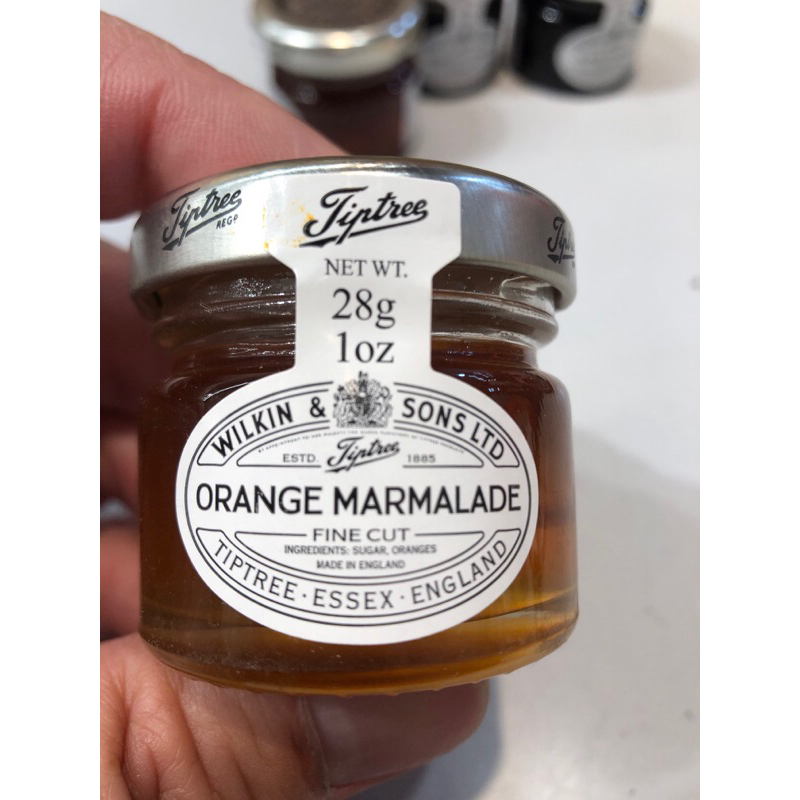 Tiptree
REGD
Tiptree
NET WT.
28g
1oz
WILKIN & SONS LTD
ESTD. Tiptree 1885
ORANGE MARMALADE
FINE CUT
INGREDIENTS: SUGAR, ORANGES
MADE IN ENGLAND
TIPTREE · ESSEX · ENGLAND